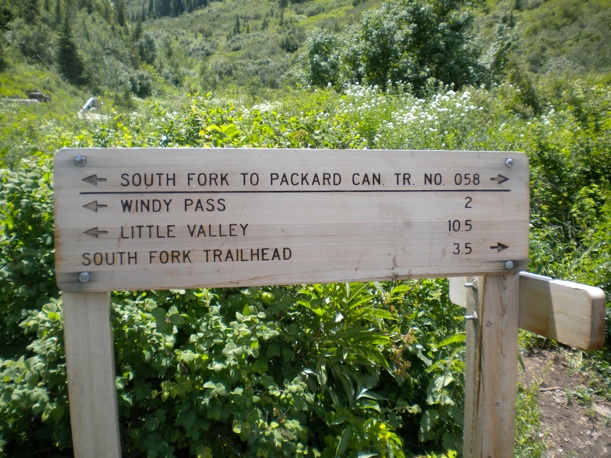 ← SOUTH FORK TO PACKARD CAN. TR. NO. 058 →
← WINDY PASS 2
← LITTLE VALLEY 10.5
SOUTH FORK TRAILHEAD 3.5 →